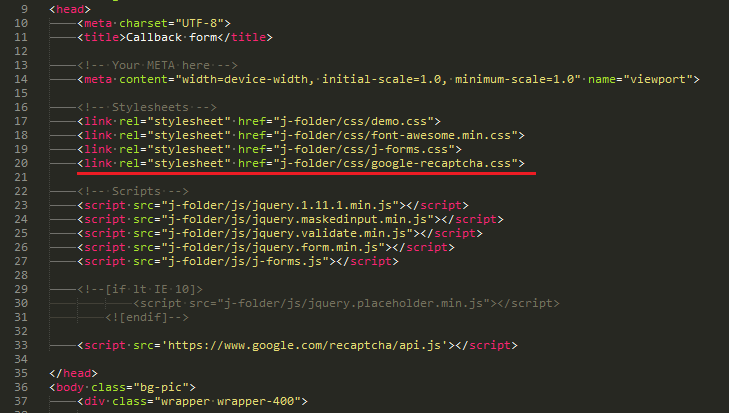 9 <head>
10 <meta charset="UTF-8">
11 <title>Callback form</title>
12
13 <!-- Your META here -->
14 <meta content="width=device-width, initial-scale=1.0, minimum-scale=1.0" name="viewport">
15
16 <!-- Stylesheets -->
17 <link rel="stylesheet" href="j-folder/css/demo.css">
18 <link rel="stylesheet" href="j-folder/css/font-awesome.min.css">
19 <link rel="stylesheet" href="j-folder/css/j-forms.css">
20 <link rel="stylesheet" href="j-folder/css/google-recaptcha.css">
21
22 <!-- Scripts -->
23 <script src="j-folder/js/jquery.1.11.1.min.js"></script>
24 <script src="j-folder/js/jquery.maskedinput.min.js"></script>
25 <script src="j-folder/js/jquery.validate.min.js"></script>
26 <script src="j-folder/js/jquery.form.min.js"></script>
27 <script src="j-folder/js/j-forms.js"></script>
28
29 <!--[if lt IE 10]>
30 <script src="j-folder/js/jquery.placeholder.min.js"></script>
31 <![endif]-->
32
33 <script src='https://www.google.com/recaptcha/api.js'></script>
34
35 </head>
36 <body class="bg-pic">
37 <div class="wrapper wrapper-400">